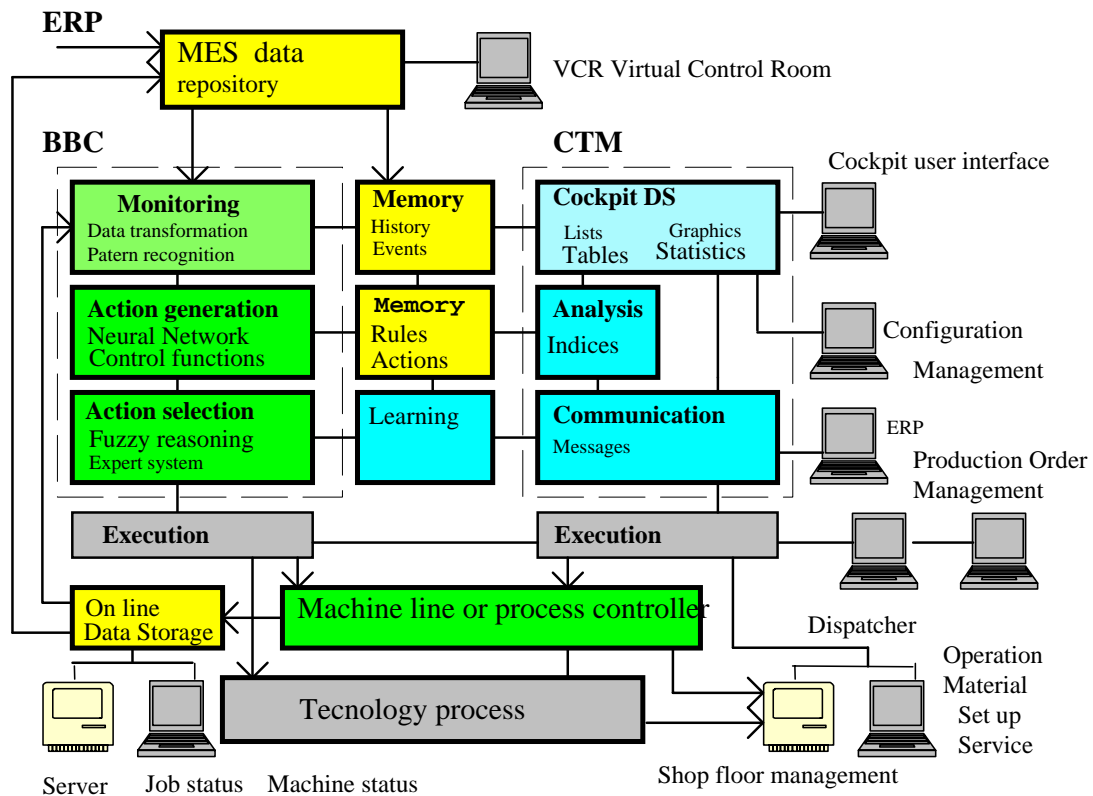 ERP
MES data
repository
VCR Virtual Control Room
BBC
CTM
Cockpit user interface
Monitoring
Data transformation
Patern recognition
Memory
History
Events
Cockpit DS
Lists
Graphics
Tables
Statistics
Action generation
Neural Network
Control functions
Memory
Rules
Actions
Analysis
Indices
Configuration
Management
Action selection
Fuzzy reasoning
Expert system
Learning
Communication
Messages
ERP
Production Order
Management
Execution
Execution
On line
Data Storage
Machine line or process controller
Dispatcher
Operation
Material
Set up
Service
Tecnology process
Server
Job status
Machine status
Shop floor management